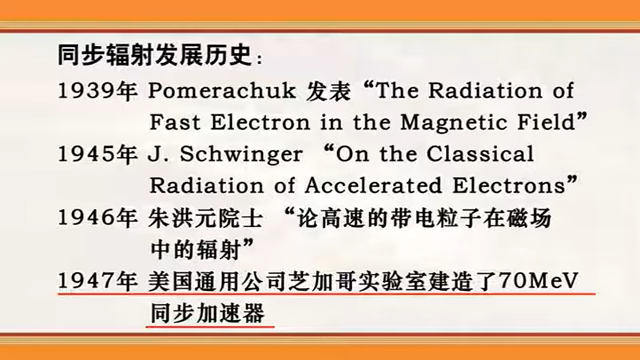 同步辐射发展历史：
1939年 Pomerachuk 发表“The Radiation of
Fast Electron in the Magnetic Field”
1945年 J. Schwinger “On the Classical
Radiation of Accelerated Electrons”
1946年 朱洪元院士 “论高速的带电粒子在磁场
中的辐射”
1947年 美国通用公司芝加哥实验室建造了70MeV
同步加速器